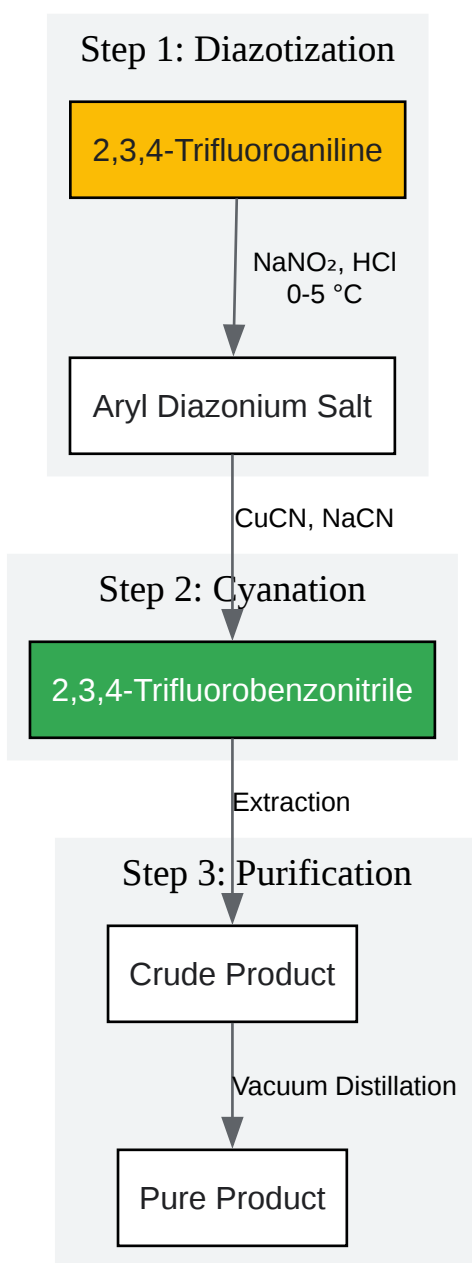 Step 1: Diazotization
2,3,4-Trifluoroaniline
NaNO₂, HCl
0-5 °C
Aryl Diazonium Salt
CuCN, NaCN
Step 2: Cyanation
2,3,4-Trifluorobenzonitrile
Extraction
Step 3: Purification
Crude Product
Vacuum Distillation
Pure Product